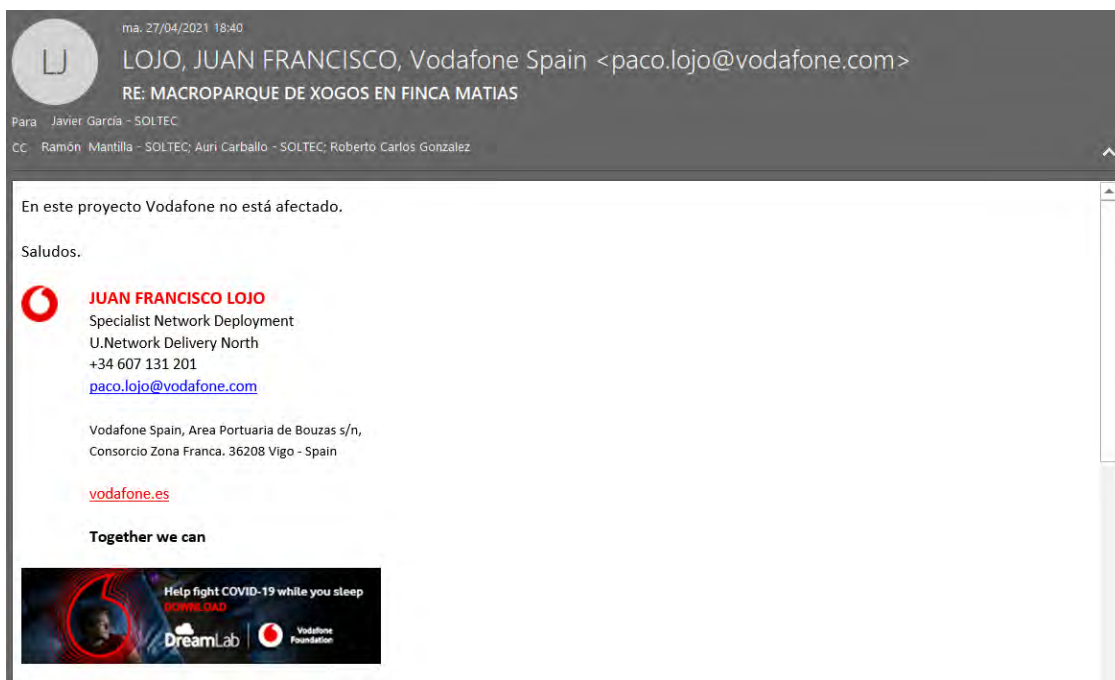 LJ
ma. 27/04/2021 18:40
LOJO, JUAN FRANCISCO, Vodafone Spain <paco.lojo@vodafone.com>
RE: MACROPARQUE DE XOGOS EN FINCA MATIAS
Para Javier García - SOLTEC
CC Ramón Mantilla - SOLTEC; Auri Carballo - SOLTEC; Roberto Carlos Gonzalez
En este proyecto Vodafone no está afectado.
Saludos.
JUAN FRANCISCO LOJO
Specialist Network Deployment
U.Network Delivery North
+34 607 131 201
paco.lojo@vodafone.com
Vodafone Spain, Area Portuaria de Bouzas s/n,
Consorcio Zona Franca. 36208 Vigo - Spain
vodafone.es
Together we can
Help fight COVID-19 while you sleep
DOWNLOAD
DreamLab
Vodafone
Foundation